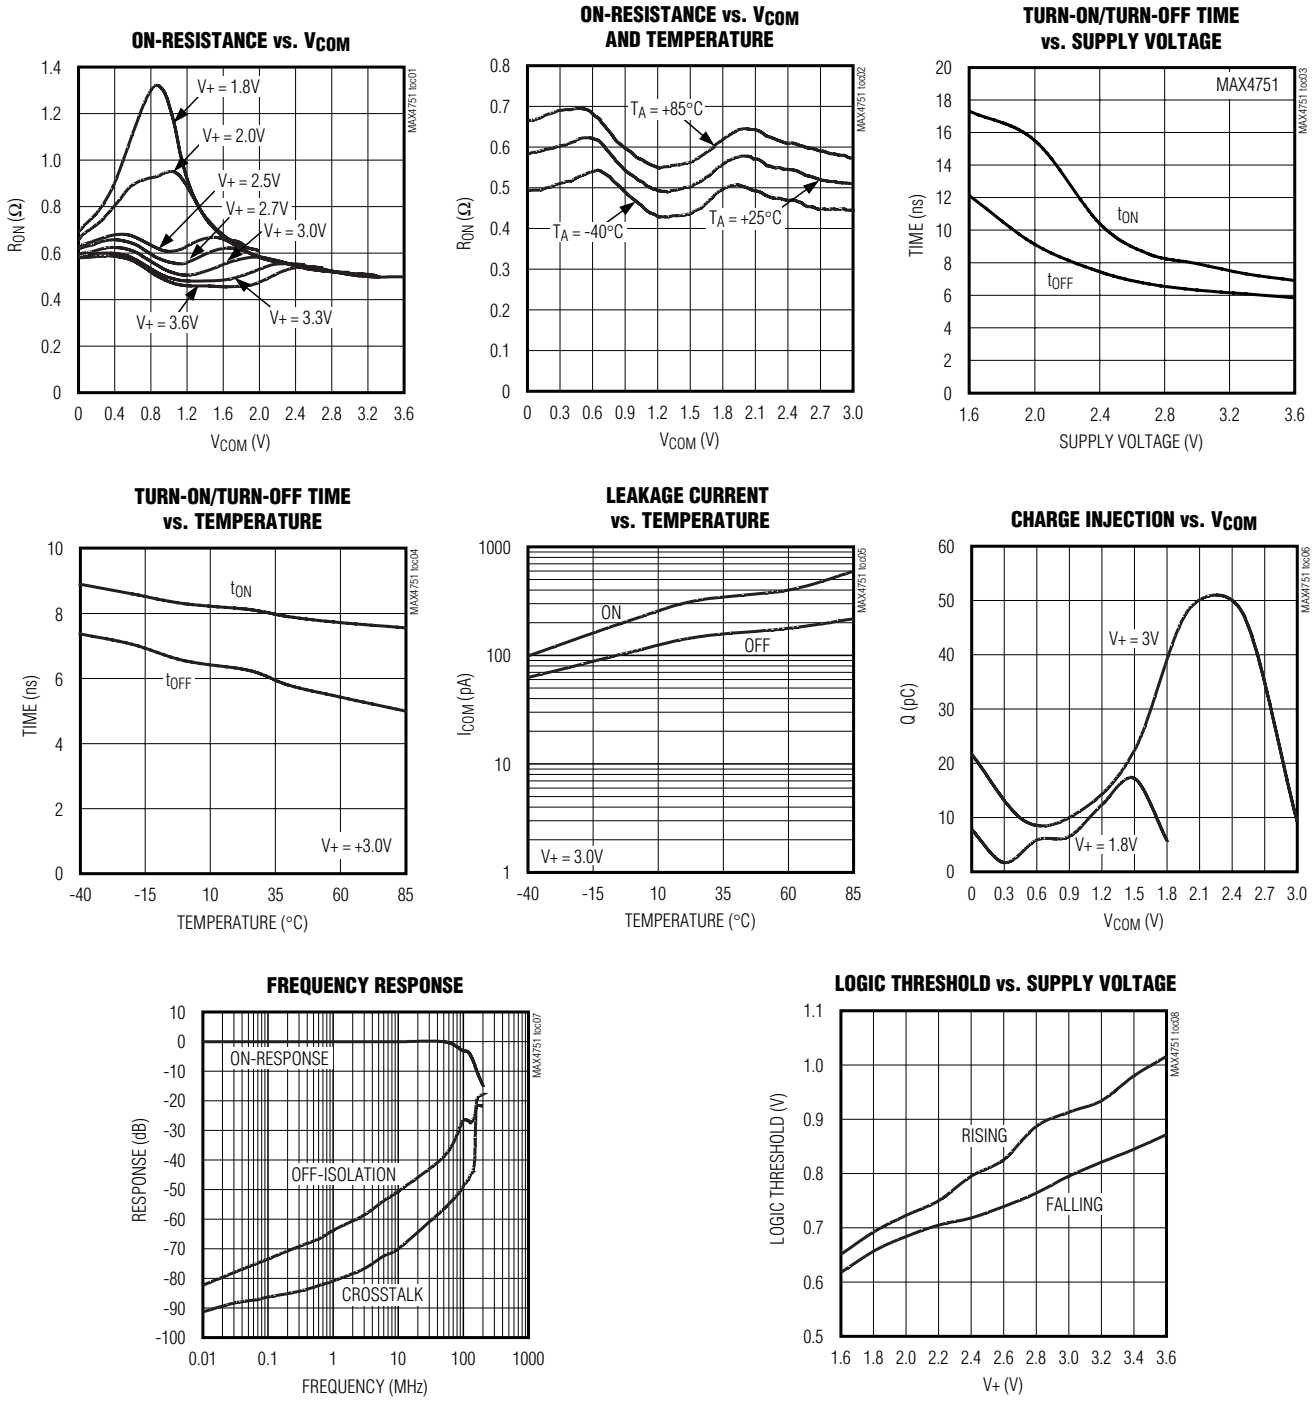 ON-RESISTANCE vs. VCOM
MAX4751 toc01
1.4
1.2
1.0
0.8
0.6
0.4
0.2
0
RON (Ω)
V+ = 1.8V
V+ = 2.0V
V+ = 2.5V
V+ = 2.7V
V+ = 3.0V
V+ = 3.6V
V+ = 3.3V
0 0.4 0.8 1.2 1.6 2.0 2.4 2.8 3.2 3.6
VCOM (V)
ON-RESISTANCE vs. VCOM
AND TEMPERATURE
MAX4751 toc02
0.8
0.7
0.6
0.5
0.4
0.3
0.2
0.1
0
RON (Ω)
TA = +85°C
TA = +25°C
TA = -40°C
0 0.3 0.6 0.9 1.2 1.5 1.8 2.1 2.4 2.7 3.0
VCOM (V)
TURN-ON/TURN-OFF TIME
vs. SUPPLY VOLTAGE
MAX4751 toc03
20
18
16
14
12
10
8
6
4
2
0
TIME (ns)
MAX4751
tON
tOFF
1.6 2.0 2.4 2.8 3.2 3.6
SUPPLY VOLTAGE (V)
TURN-ON/TURN-OFF TIME
vs. TEMPERATURE
MAX4751 toc04
10
8
6
4
2
0
TIME (ns)
tON
tOFF
V+ = +3.0V
-40 -15 10 35 60 85
TEMPERATURE (°C)
LEAKAGE CURRENT
vs. TEMPERATURE
MAX4751 toc05
1000
100
10
1
ICOM (pA)
ON
OFF
V+ = 3.0V
-40 -15 10 35 60 85
TEMPERATURE (°C)
CHARGE INJECTION vs. VCOM
MAX4751 toc06
60
50
40
30
20
10
0
Q (pC)
V+ = 3V
V+ = 1.8V
0 0.3 0.6 0.9 1.2 1.5 1.8 2.1 2.4 2.7 3.0
VCOM (V)
FREQUENCY RESPONSE
MAX4751 toc07
10
0
-10
-20
-30
-40
-50
-60
-70
-80
-90
-100
RESPONSE (dB)
ON-RESPONSE
OFF-ISOLATION
CROSSTALK
0.01 0.1 1 10 100 1000
FREQUENCY (MHz)
LOGIC THRESHOLD vs. SUPPLY VOLTAGE
MAX4751 toc08
1.1
1.0
0.9
0.8
0.7
0.6
0.5
LOGIC THRESHOLD (V)
RISING
FALLING
1.6 1.8 2.0 2.2 2.4 2.6 2.8 3.0 3.2 3.4 3.6
V+ (V)